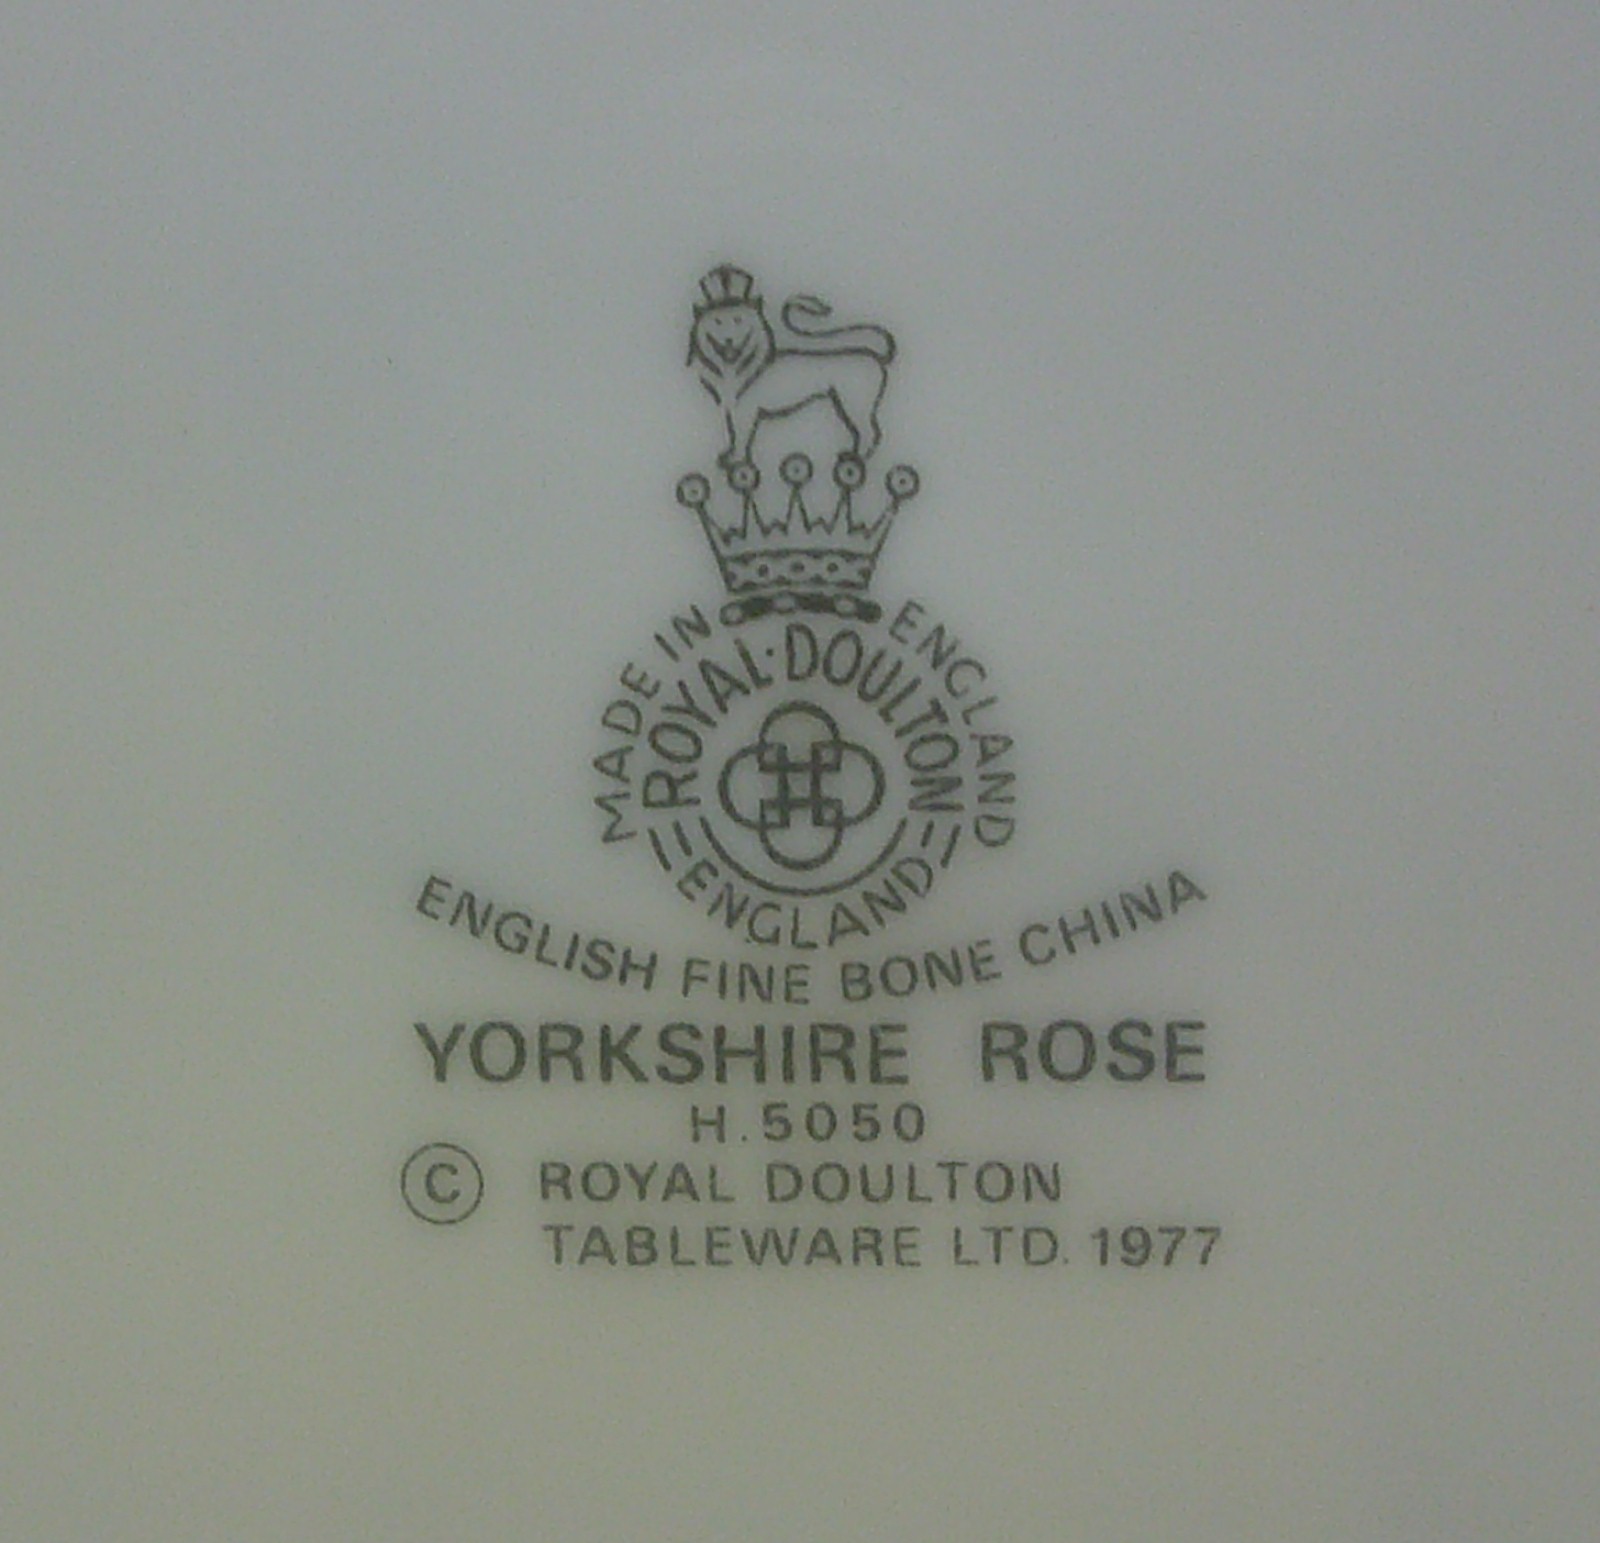 MADE IN ENGLAND
ROYAL·DOULTON
ENGLAND
ENGLISH FINE BONE CHINA
YORKSHIRE ROSE
H.5050
© ROYAL DOULTON
TABLEWARE LTD. 1977